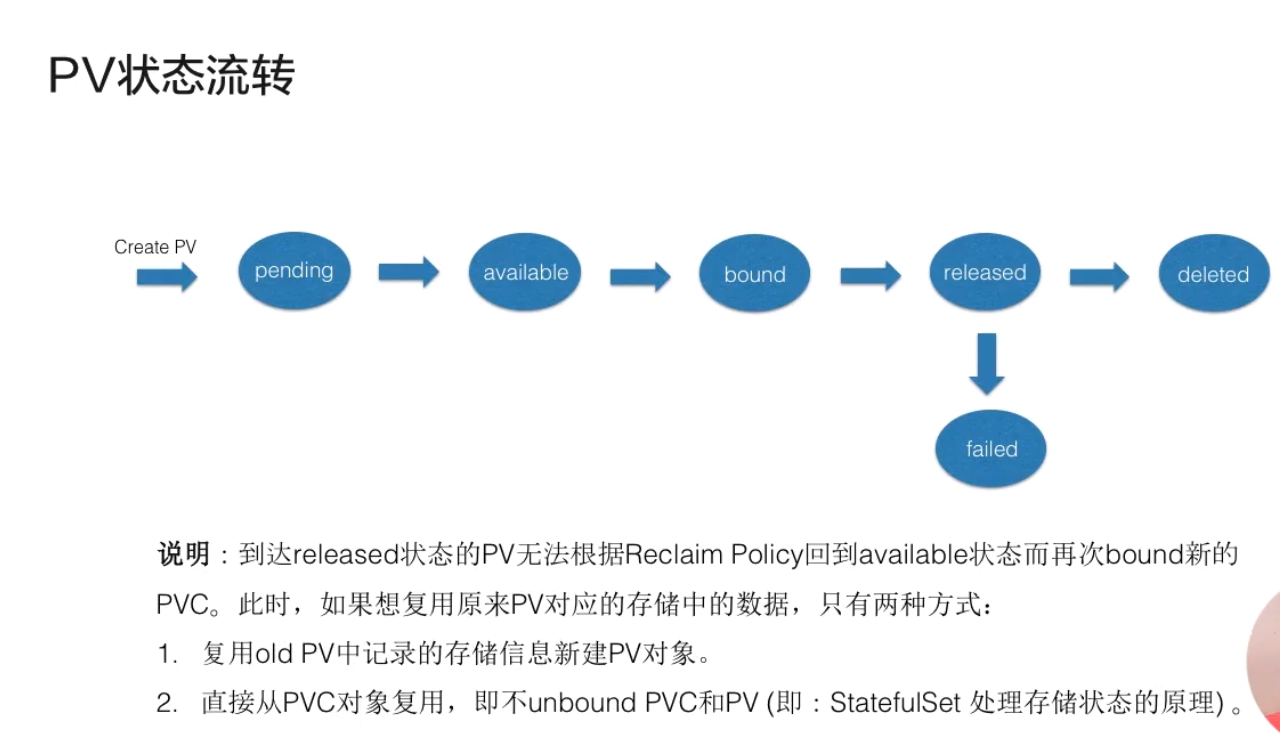 PV状态流转
Create PV
pending
available
bound
released
deleted
failed
说明：到达released状态的PV无法根据Reclaim Policy回到available状态而再次bound新的
PVC。此时，如果想复用原来PV对应的存储中的数据，只有两种方式：
1. 复用old PV中记录的存储信息新建PV对象。
2. 直接从PVC对象复用，即不unbound PVC和PV (即：StatefulSet 处理存储状态的原理) 。